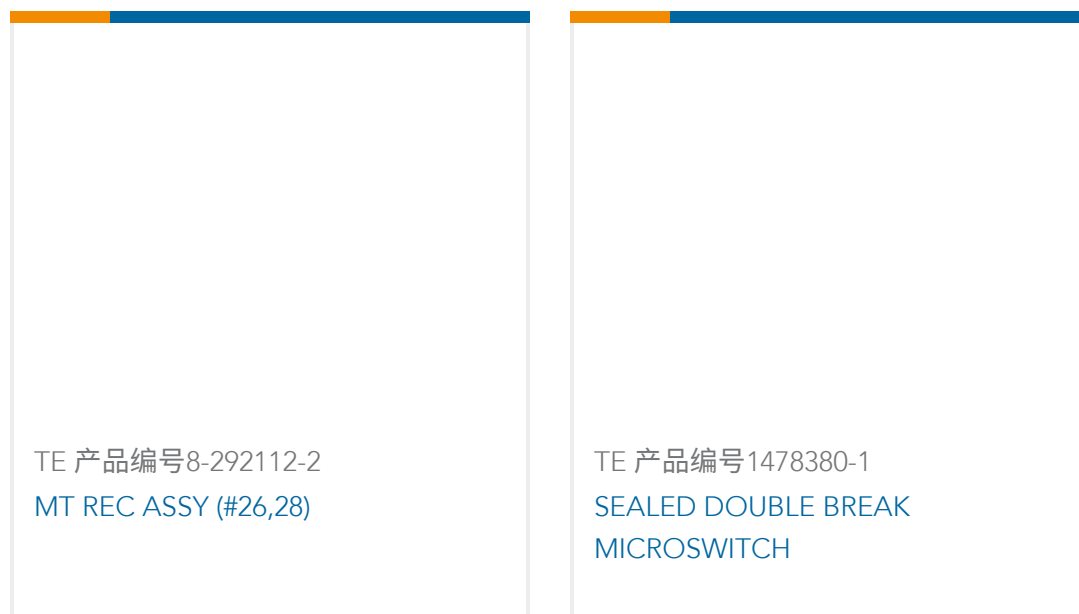 TE 产品编号8-292112-2
MT REC ASSY (#26,28)
TE 产品编号1478380-1
SEALED DOUBLE BREAK
MICROSWITCH